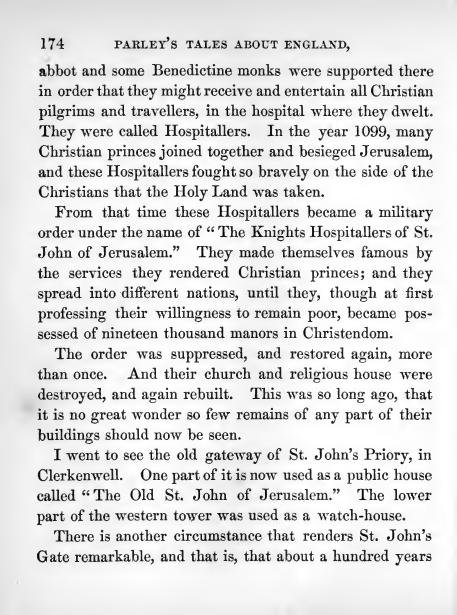 174 PARLEY'S TALES ABOUT ENGLAND,
abbot and some Benedictine monks were supported there
in order that they might receive and entertain all Christian
pilgrims and travellers, in the hospital where they dwelt.
They were called Hospitallers. In the year 1099, many
Christian princes joined together and besieged Jerusalem,
and these Hospitallers fought so bravely on the side of the
Christians that the Holy Land was taken.
From that time these Hospitallers became a military
order under the name of “The Knights Hospitallers of St.
John of Jerusalem.” They made themselves famous by
the services they rendered Christian princes; and they
spread into different nations, until they, though at first
professing their willingness to remain poor, became pos-
sessed of nineteen thousand manors in Christendom.
The order was suppressed, and restored again, more
than once. And their church and religious house were
destroyed, and again rebuilt. This was so long ago, that
it is no great wonder so few remains of any part of their
buildings should now be seen.
I went to see the old gateway of St. John's Priory, in
Clerkenwell. One part of it is now used as a public house
called “The Old St. John of Jerusalem.” The lower
part of the western tower was used as a watch-house.
There is another circumstance that renders St. John's
Gate remarkable, and that is, that about a hundred years